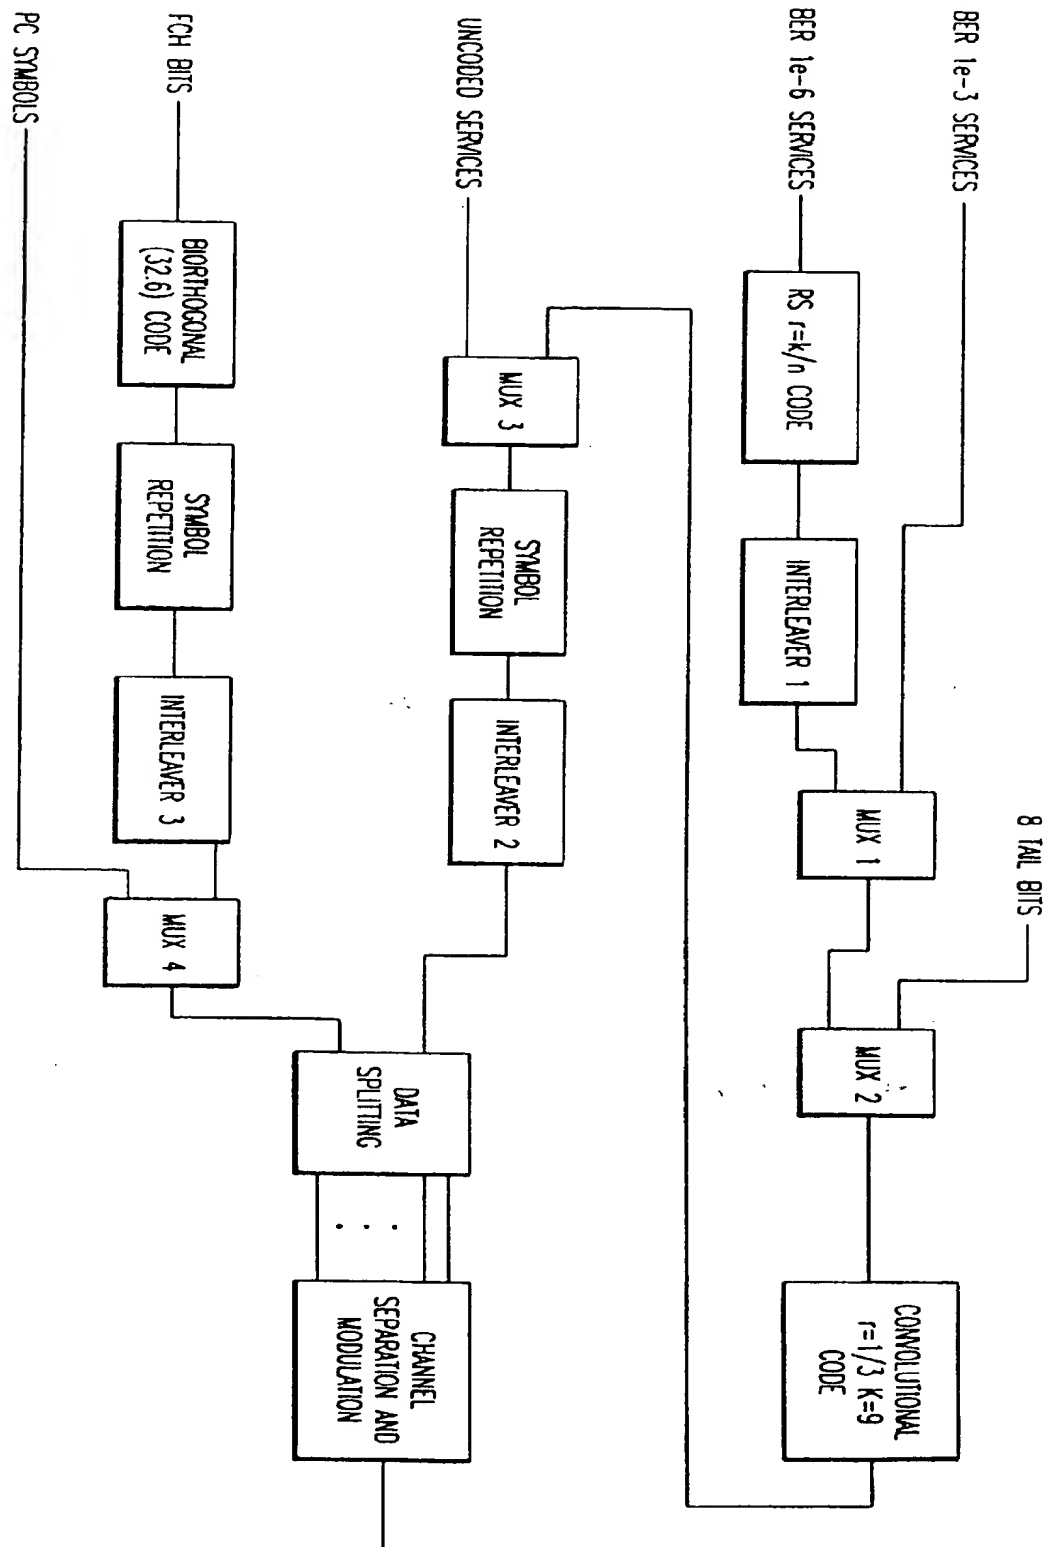 8 TAIL BITS
BER 1e-3 SERVICES
BER 1e-6 SERVICES
RS r=k/n CODE
INTERLEAVER 1
MUX 1
MUX 2
CONVOLUTIONAL
r=1/3 K=9
CODE
UNCODED SERVICES
MUX 3
SYMBOL
REPETITION
INTERLEAVER 2
DATA
SPLITTING
CHANNEL
SEPARATION AND
MODULATION
FCH BITS
BIORTHOGONAL
(32.6) CODE
SYMBOL
REPETITION
INTERLEAVER 3
MUX 4
PC SYMBOLS